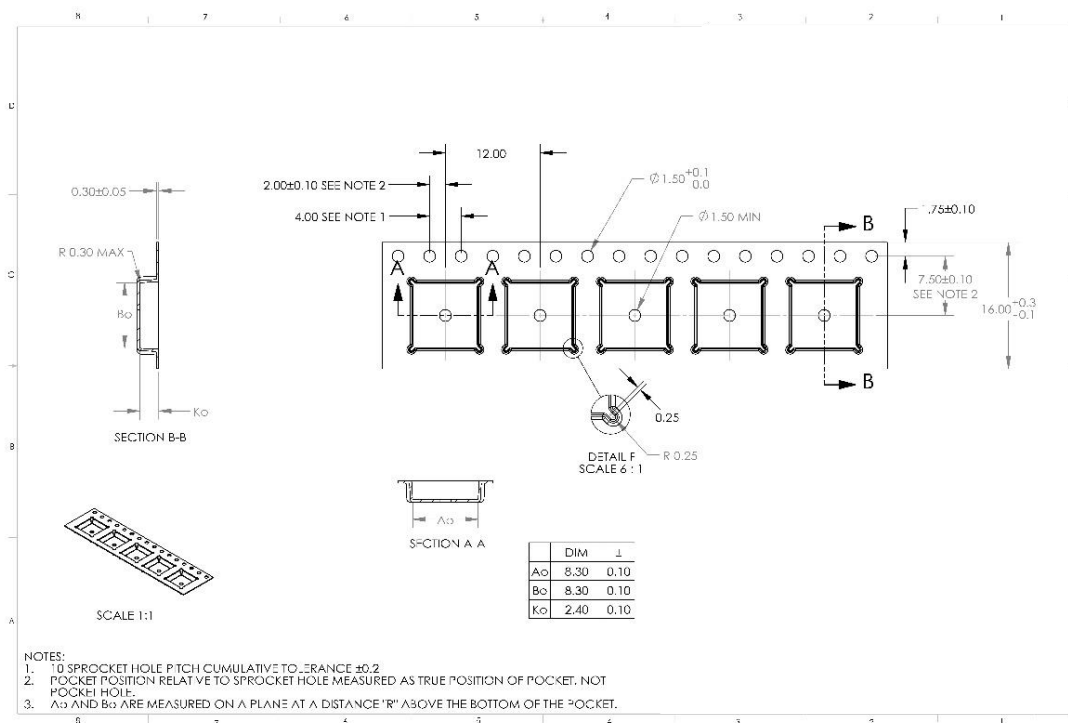 8 7 6 5 4 3 2 1
D
12.00
0.30±0.05
2.00±0.10 SEE NOTE 2
Ø1.50 +0.1
0.0
.75±0.10
B
4.00 SEE NOTE 1
Ø1.50 MIN
R 0.30 MAX
A A
C
7.50±0.10
SEE NOTE 2
16.00 +0.3
-0.1
Bo
B
Ko
0.25
SECTION B-B
B
DETAIL F
SCALE 6 : 1
R 0.25
Ao
SECTION A A
DIM ±
Ao 8.30 0.10
Bo 8.30 0.10
Ko 2.40 0.10
SCALE 1:1
A
NOTES:
1. 10 SPROCKET HOLE PITCH CUMULATIVE TOLERANCE ±0.2
2. POCKET POSITION RELATIVE TO SPROCKET HOLE MEASURED AS TRUE POSITION OF POCKET, NOT
POCKET HOLE.
3. Ao AND Bo ARE MEASURED ON A PLANE AT A DISTANCE "R" ABOVE THE BOTTOM OF THE POCKET.
8 7 6 5 4 3 2 1